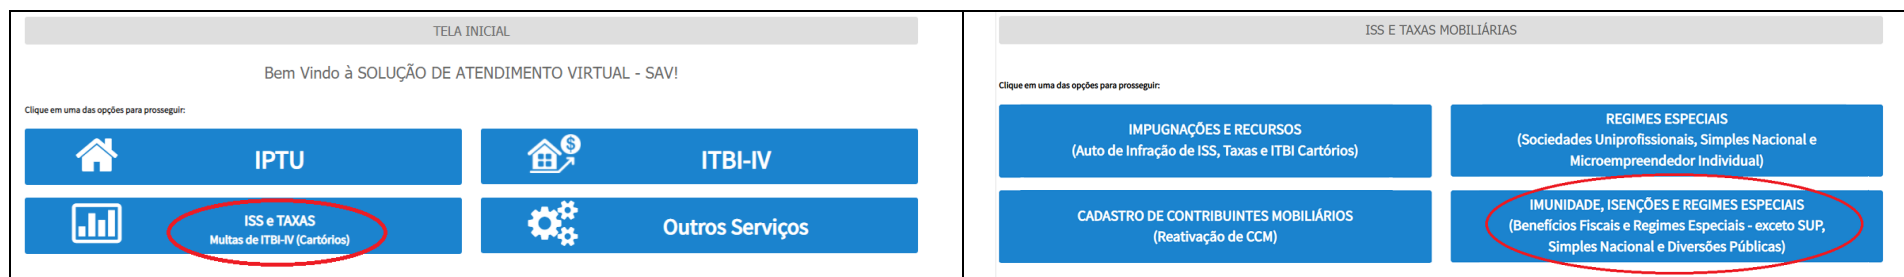 TELA INICIAL
Bem Vindo à SOLUÇÃO DE ATENDIMENTO VIRTUAL - SAV!
Clique em uma das opções para prosseguir:
IPTU
ITBI-IV
ISS e TAXAS
Multas de ITBI-IV (Cartórios)
Outros Serviços
ISS E TAXAS MOBILIÁRIAS
Clique em uma das opções para prosseguir:
IMPUGNAÇÕES E RECURSOS
(Auto de Infração de ISS, Taxas e ITBI Cartórios)
REGIMES ESPECIAIS
(Sociedades Uniprofissionais, Simples Nacional e
Microempreendedor Individual)
CADASTRO DE CONTRIBUINTES MOBILIÁRIOS
(Reativação de CCM)
IMUNIDADE, ISENÇÕES E REGIMES ESPECIAIS
(Benefícios Fiscais e Regimes Especiais - exceto SUP,
Simples Nacional e Diversões Públicas)